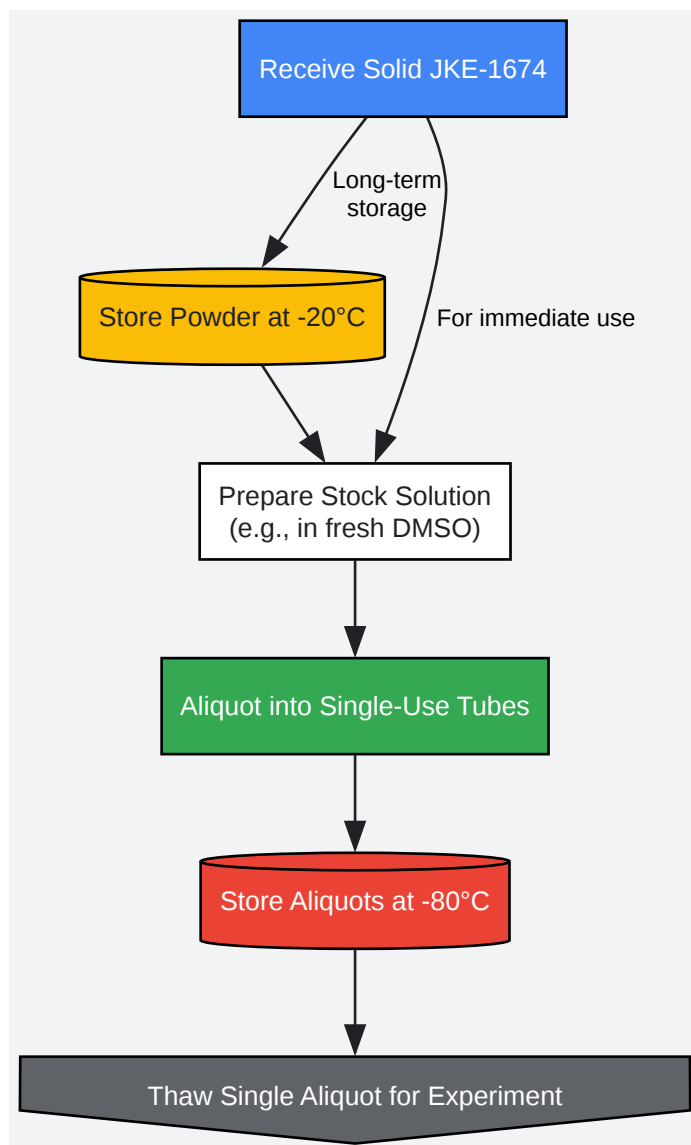 Receive Solid JKE-1674
Long-term
storage
Store Powder at -20°C
For immediate use
Prepare Stock Solution
(e.g., in fresh DMSO)
Aliquot into Single-Use Tubes
Store Aliquots at -80°C
Thaw Single Aliquot for Experiment